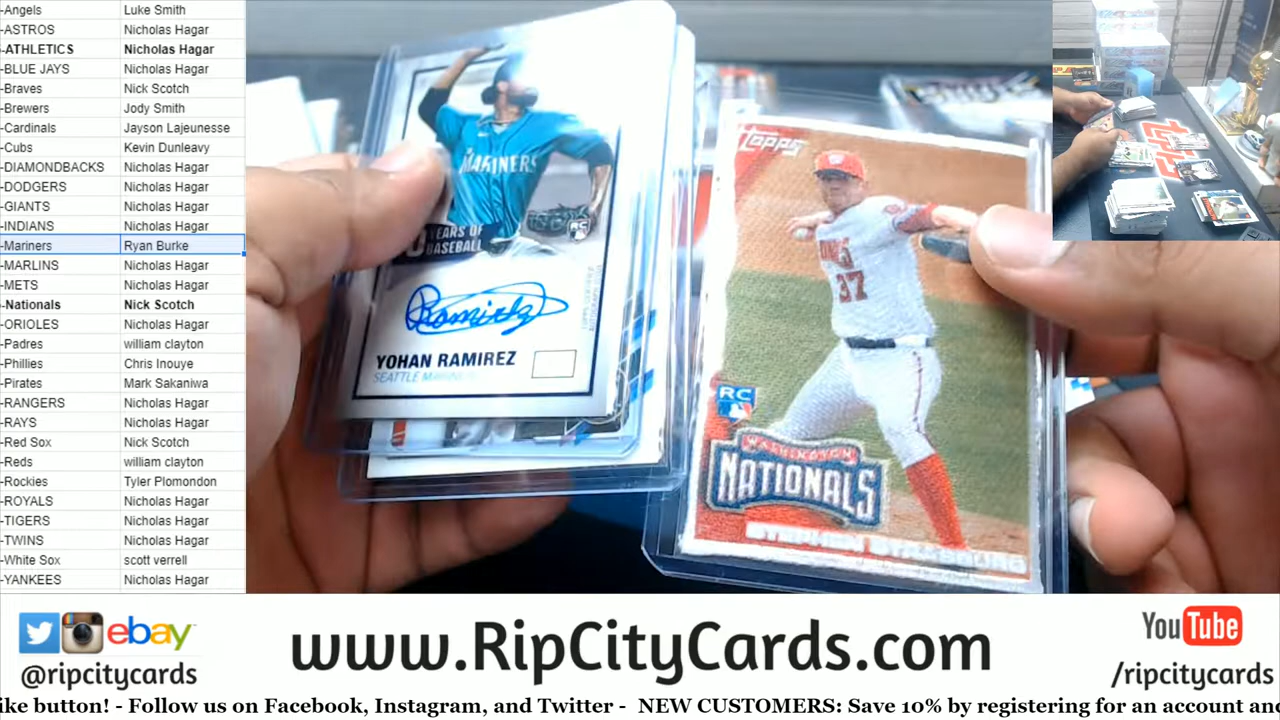 -Angels Luke Smith
-ASTROS Nicholas Hagar
-ATHLETICS Nicholas Hagar
-BLUE JAYS Nicholas Hagar
-Braves Nick Scotch
-Brewers Jody Smith
-Cardinals Jayson Lajeunesse
-Cubs Kevin Dunleavy
-DIAMONDBACKS Nicholas Hagar
-DODGERS Nicholas Hagar
-GIANTS Nicholas Hagar
-INDIANS Nicholas Hagar
-Mariners Ryan Burke
-MARLINS Nicholas Hagar
-METS Nicholas Hagar
-Nationals Nick Scotch
-ORIOLES Nicholas Hagar
-Padres william clayton
-Phillies Chris Inouye
-Pirates Mark Sakaniwa
-RANGERS Nicholas Hagar
-RAYS Nicholas Hagar
-Red Sox Nick Scotch
-Reds william clayton
-Rockies Tyler Plomondon
-ROYALS Nicholas Hagar
-TIGERS Nicholas Hagar
-TWINS Nicholas Hagar
-White Sox scott verrell
-YANKEES Nicholas Hagar
MARINERS
YEARS OF
BASEBALL
RC
Ramirez
YOHAN RAMIREZ
SEATTLE
Topps
37
RC
WASHINGTON
NATIONALS
STEPHEN STRASBURG
ebay
@ripcitycards
www.RipCityCards.com
YouTube
/ripcitycards
ike button! - Follow us on Facebook, Instagram, and Twitter - NEW CUSTOMERS: Save 10% by registering for an account and